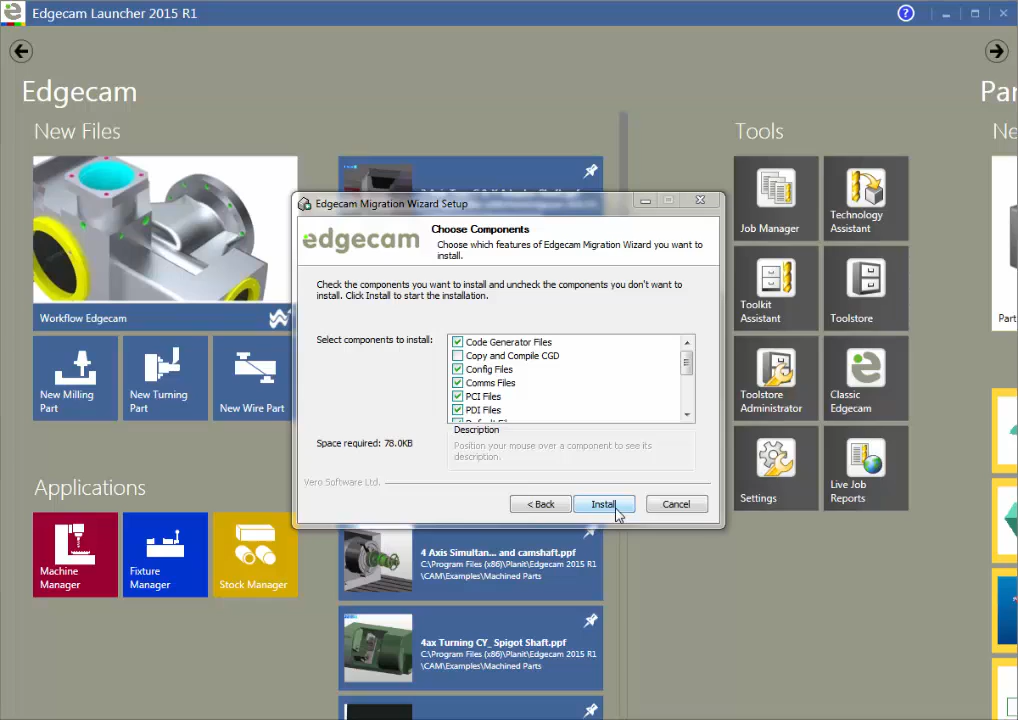 Edgecam Launcher 2015 R1
Edgecam
Par
New Files
Tools
Ne
Job Manager
Technology
Assistant
Workflow Edgecam
Toolkit
Assistant
Toolstore
Part
New Milling
Part
New Turning
Part
New Wire Part
Toolstore
Administrator
Classic
Edgecam
Settings
Live Job
Reports
Applications
Machine
Manager
Fixture
Manager
Stock Manager
Edgecam Migration Wizard Setup
edgecam
Choose Components
Choose which features of Edgecam Migration Wizard you want to
install.
Check the components you want to install and uncheck the components you don't want to
install. Click Install to start the installation.
Select components to install:
Code Generator Files
Copy and Compile CGD
Config Files
Comms Files
PCI Files
PDI Files
Space required: 78.0KB
Description
Position your mouse over a component to see its
description.
Vero Software Ltd.
< Back
Install
Cancel
4 Axis Simultan... and camshaft.ppf
C:\Program Files (x86)\Planit\Edgecam 2015 R1
\CAM\Examples\Machined Parts
4ax Turning CY_ Spigot Shaft.ppf
C:\Program Files (x86)\Planit\Edgecam 2015 R1
\CAM\Examples\Machined Parts